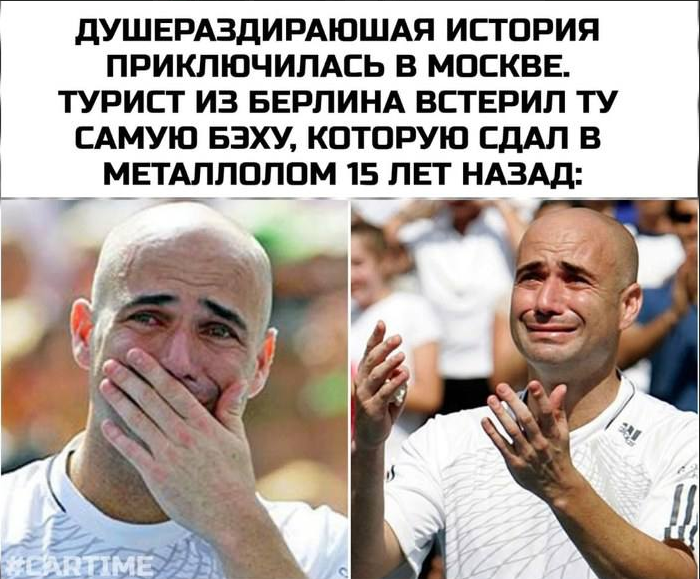 ДУШЕРАЗДИРАЮШАЯ ИСТОРИЯ
ПРИКЛЮЧИЛАСЬ В МОСКВЕ.
ТУРИСТ ИЗ БЕРЛИНА ВСТЕРИЛ ТУ
САМУЮ БЭХУ, КОТОРУЮ СДАЛ В
МЕТАЛЛОЛОМ 15 ЛЕТ НАЗАД:
#CARTIME